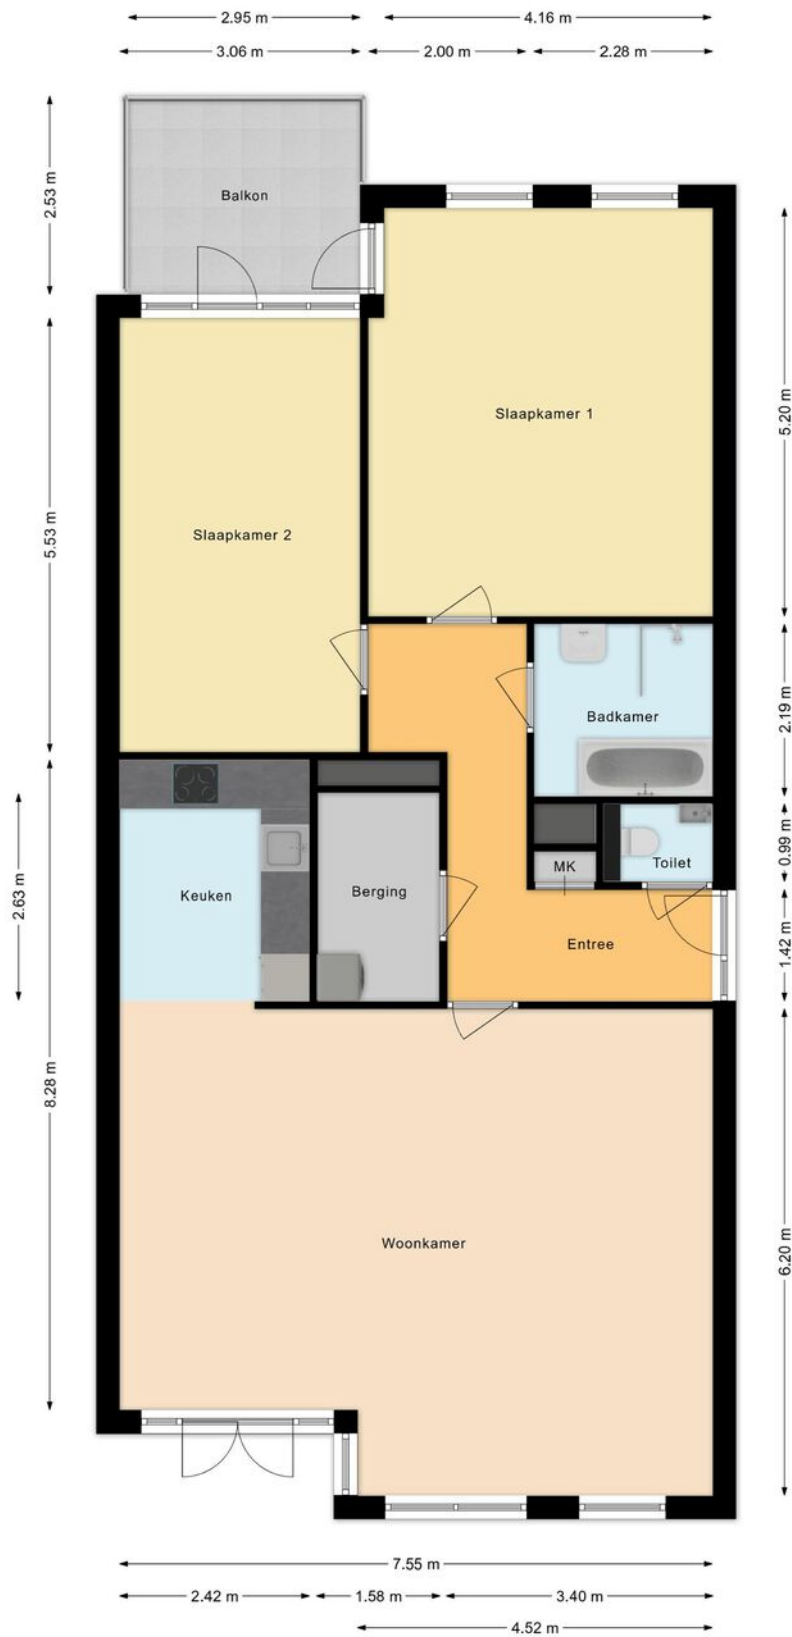 2.95 m
4.16 m
3.06 m
2.00 m
2.28 m
2.53 m
Balkon
5.20 m
Slaapkamer 1
5.53 m
Slaapkamer 2
2.19 m
Badkamer
0.99 m
MK
Toilet
2.63 m
Keuken
Berging
1.42 m
Entree
8.28 m
6.20 m
Woonkamer
7.55 m
2.42 m
1.58 m
3.40 m
4.52 m